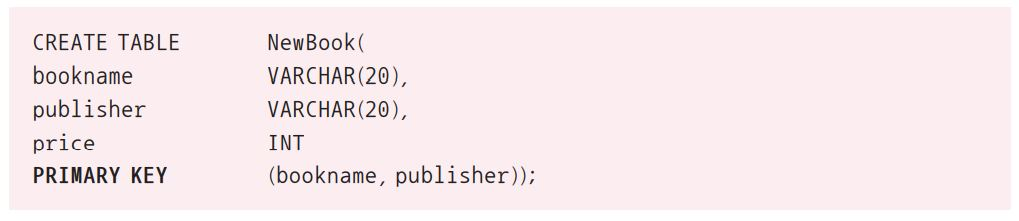 CREATE TABLE NewBook(
bookname VARCHAR(20),
publisher VARCHAR(20),
price INT
PRIMARY KEY (bookname, publisher));